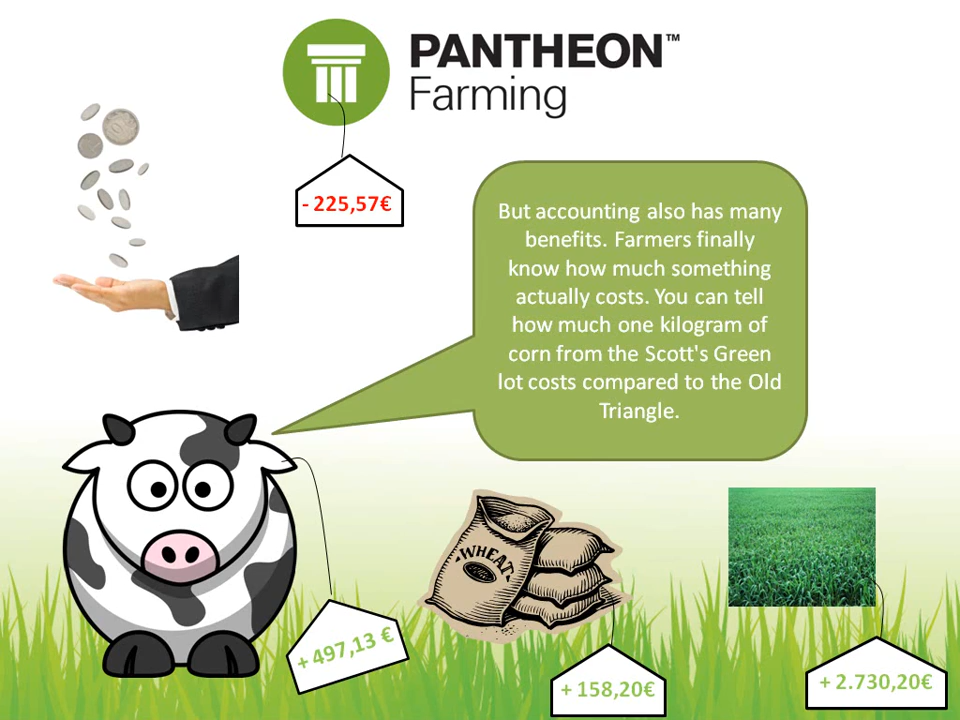 PANTHEON™
Farming
- 225,57€
But accounting also has many
benefits. Farmers finally
know how much something
actually costs. You can tell
how much one kilogram of
corn from the Scott's Green
lot costs compared to the Old
Triangle.
WHEAT
+ 497,13 €
+ 158,20€
+ 2.730,20€